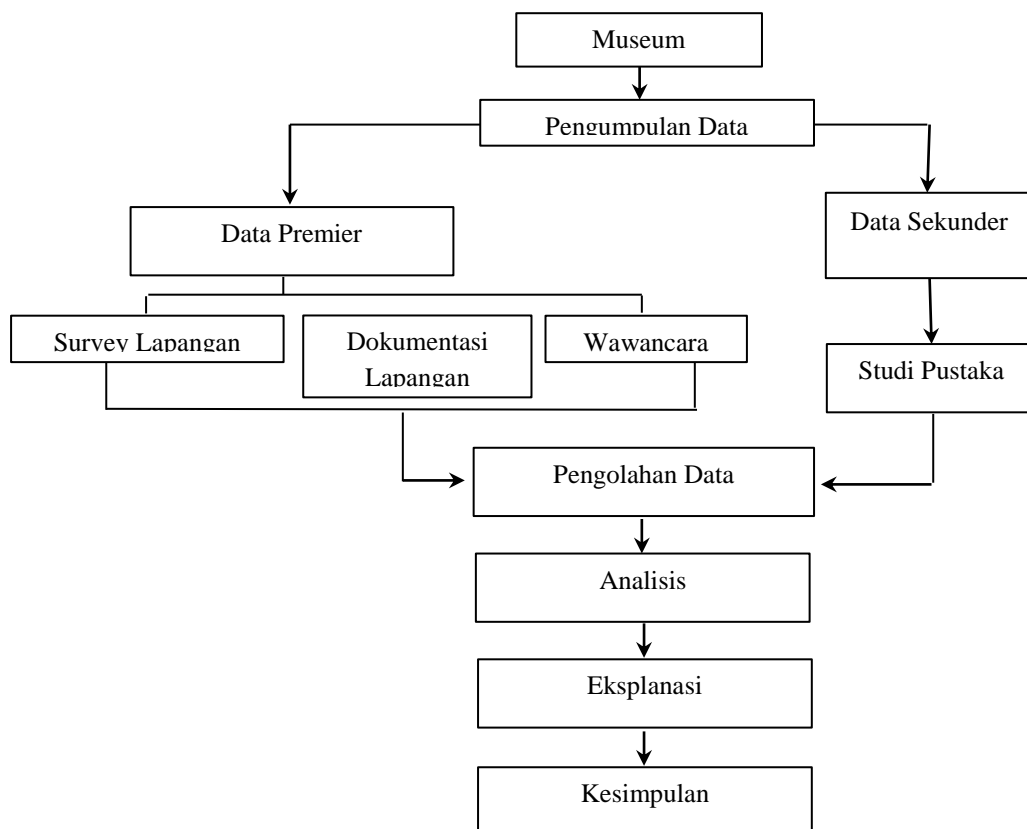 Museum
Pengumpulan Data
Data Premier
Data Sekunder
Survey Lapangan
Dokumentasi
Lapangan
Wawancara
Studi Pustaka
Pengolahan Data
Analisis
Eksplanasi
Kesimpulan